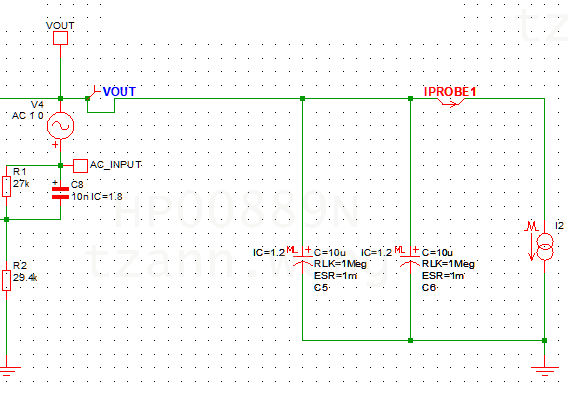 VOUT
VOUT
IPROBE1
V4
AC 1 0
AC_INPUT
R1
27k
C8
10n IC=1.8
I2
IC=1.2
C=10u
IC=1.2
C=10u
RLK=1Meg
RLK=1Meg
ESR=1m
ESR=1m
C5
C6
R2
29.4k